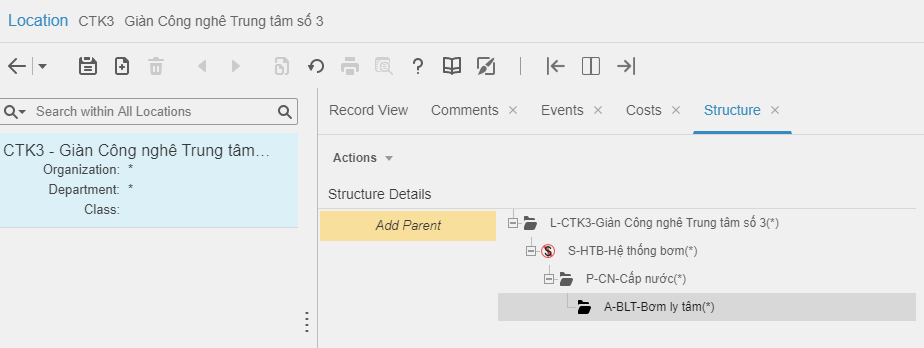 Location CTK3 Giàn Công nghê Trung tâm số 3
Search within All Locations
CTK3 - Giàn Công nghê Trung tâm...
Organization: *
Department: *
Class:
Record View Comments Events Costs Structure
Actions
Structure Details
Add Parent
L-CTK3-Giàn Công nghê Trung tâm số 3(*)
S-HTB-Hệ thống bơm(*)
P-CN-Cấp nước(*)
A-BLT-Bơm ly tâm(*)